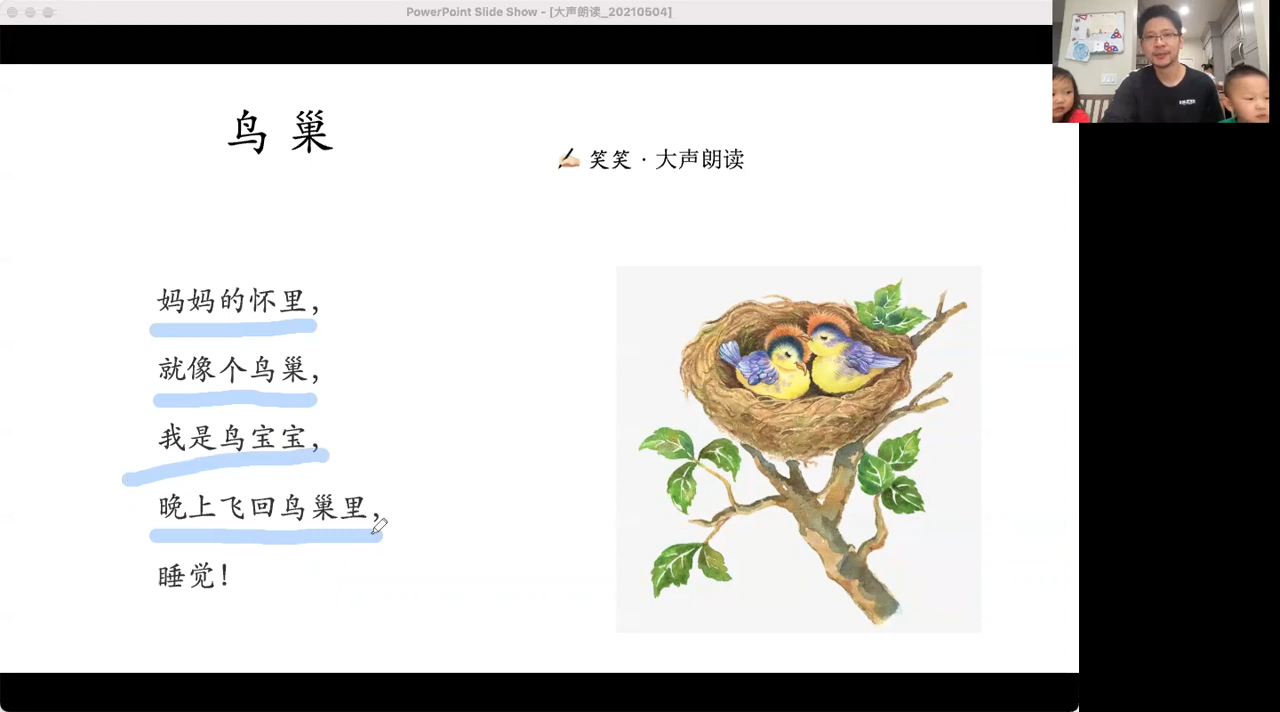 PowerPoint Slide Show - [大声朗读_20210504]
鸟 巢
✍🏻 笑笑 · 大声朗读
妈妈的怀里,
就像个鸟巢,
我是鸟宝宝,
晚上飞回鸟巢里,
睡觉!